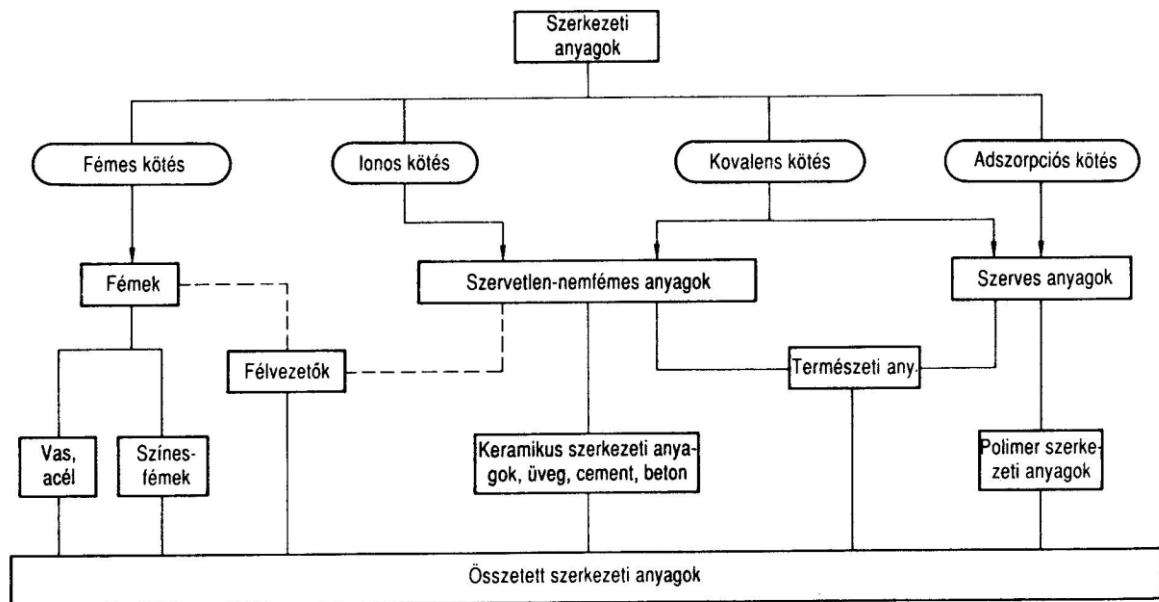 Szerkezeti
anyagok
Fémes kötés
Ionos kötés
Kovalens kötés
Adszorpciós kötés
Fémek
Szervetlen-nemfémes anyagok
Szerves anyagok
Félvezetők
Természeti any.
Vas,
acél
Színes-
fémek
Keramikus szerkezeti anya-
gok, üveg, cement, beton
Polimer szerke-
zeti anyagok
Összetett szerkezeti anyagok